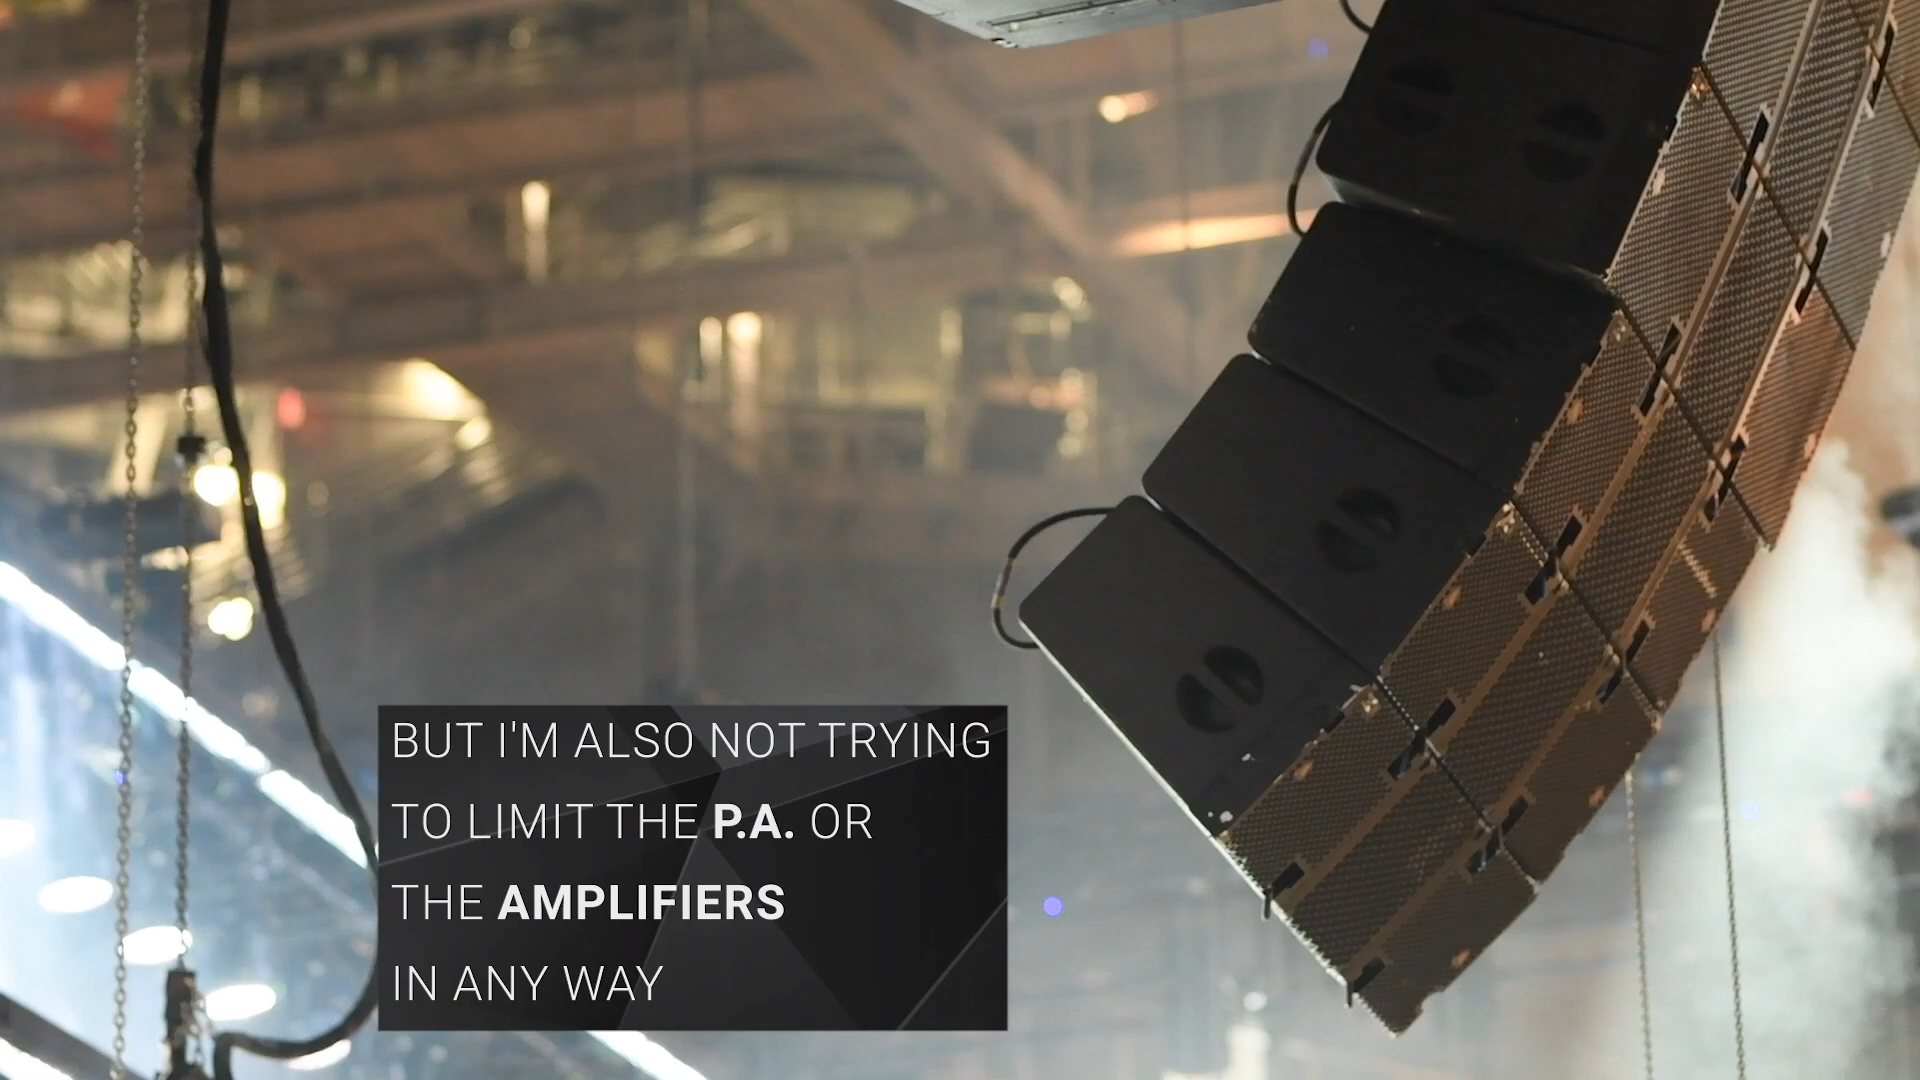 BUT I'M ALSO NOT TRYING
TO LIMIT THE P.A. OR
THE AMPLIFIERS
IN ANY WAY